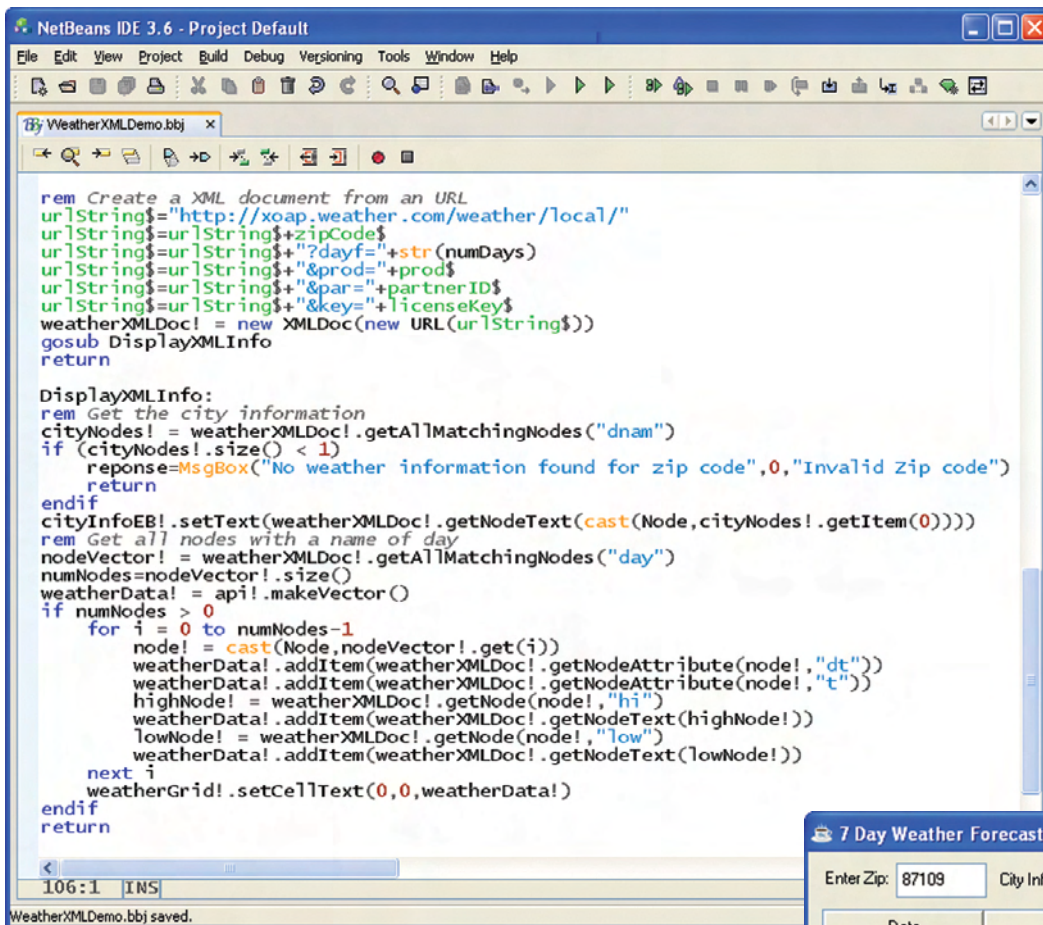 NetBeans IDE 3.6 - Project Default
File Edit View Project Build Debug Versioning Tools Window Help
WeatherXMLDemo.bbj
rem Create a XML document from an URL
urlString$="http://xoap.weather.com/weather/local/"
urlString$=urlString$+zipCode$
urlString$=urlString$+"?dayf="+str(numDays)
urlString$=urlString$+"&prod="+prod$
urlString$=urlString$+"&par="+partnerID$
urlString$=urlString$+"&key="+licenseKey$
weatherXMLDoc! = new XMLDoc(new URL(urlString$))
gosub DisplayXMLInfo
return
DisplayXMLInfo:
rem Get the city information
cityNodes! = weatherXMLDoc!.getAllMatchingNodes("dnam")
if (cityNodes!.size() < 1)
reponse=MsgBox("No weather information found for zip code",0,"Invalid Zip code")
return
endif
cityInfoEB!.setText(weatherXMLDoc!.getNodeText(cast(Node,cityNodes!.getItem(0))))
rem Get all nodes with a name of day
nodeVector! = weatherXMLDoc!.getAllMatchingNodes("day")
numNodes=nodeVector!.size()
weatherData! = api!.makeVector()
if numNodes > 0
for i = 0 to numNodes-1
node! = cast(Node,nodeVector!.get(i))
weatherData!.addItem(weatherXMLDoc!.getNodeAttribute(node!,"dt"))
weatherData!.addItem(weatherXMLDoc!.getNodeAttribute(node!,"t"))
highNode! = weatherXMLDoc!.getNode(node!,"hi")
weatherData!.addItem(weatherXMLDoc!.getNodeText(highNode!))
lowNode! = weatherXMLDoc!.getNode(node!,"low")
weatherData!.addItem(weatherXMLDoc!.getNodeText(lowNode!))
next i
weatherGrid!.setCellText(0,0,weatherData!)
endif
return
106:1 INS
WeatherXMLDemo.bbj saved.
7 Day Weather Forecast
Enter Zip: 87109 City Inf